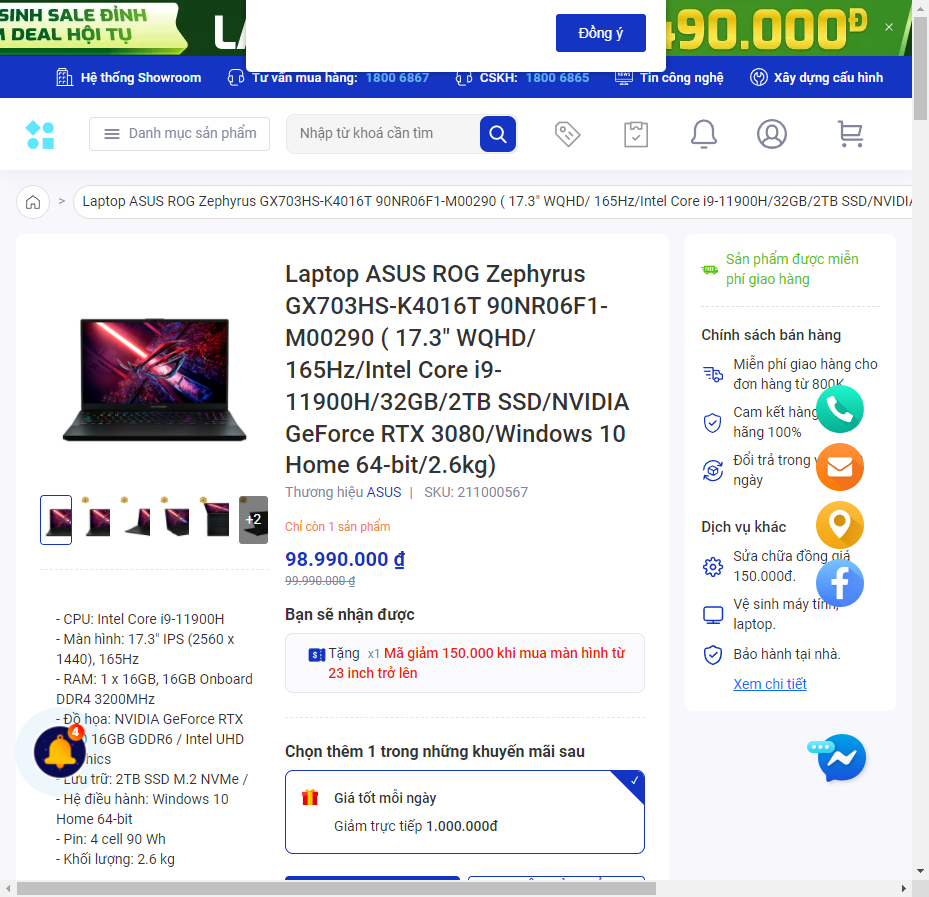 SINH SALE ĐỈNH
DEAL HỘI TỤ
490.000Đ
Đồng ý
Hệ thống Showroom
Tư vấn mua hàng: 1800 6867
CSKH: 1800 6865
NEWS
Tin công nghệ
Xây dựng cấu hình
Danh mục sản phẩm
Nhập từ khoá cần tìm
> Laptop ASUS ROG Zephyrus GX703HS-K4016T 90NR06F1-M00290 ( 17.3" WQHD/ 165Hz/Intel Core i9-11900H/32GB/2TB SSD/NVIDIA
Laptop ASUS ROG Zephyrus
GX703HS-K4016T 90NR06F1-
M00290 ( 17.3" WQHD/
165Hz/Intel Core i9-
11900H/32GB/2TB SSD/NVIDIA
GeForce RTX 3080/Windows 10
Home 64-bit/2.6kg)
Thương hiệu ASUS | SKU: 211000567
Chỉ còn 1 sản phẩm
98.990.000 ₫
99.990.000 ₫
Bạn sẽ nhận được
Tặng x1 Mã giảm 150.000 khi mua màn hình từ
23 inch trở lên
Chọn thêm 1 trong những khuyến mãi sau
Giá tốt mỗi ngày
Giảm trực tiếp 1.000.000đ
+2
- CPU: Intel Core i9-11900H
- Màn hình: 17.3" IPS (2560 x
1440), 165Hz
- RAM: 1 x 16GB, 16GB Onboard
DDR4 3200MHz
- Đồ họa: NVIDIA GeForce RTX
16GB GDDR6 / Intel UHD
- Lưu trữ: 2TB SSD M.2 NVMe /
- Hệ điều hành: Windows 10
Home 64-bit
- Pin: 4 cell 90 Wh
- Khối lượng: 2.6 kg
4
FREE
Sản phẩm được miễn
phí giao hàng
Chính sách bán hàng
Miễn phí giao hàng cho
đơn hàng từ 800K
Cam kết hàng
hãng 100%
Đổi trả trong
ngày
Dịch vụ khác
Sửa chữa đồng giá
150.000đ.
Vệ sinh máy tính,
laptop.
Bảo hành tại nhà.
Xem chi tiết